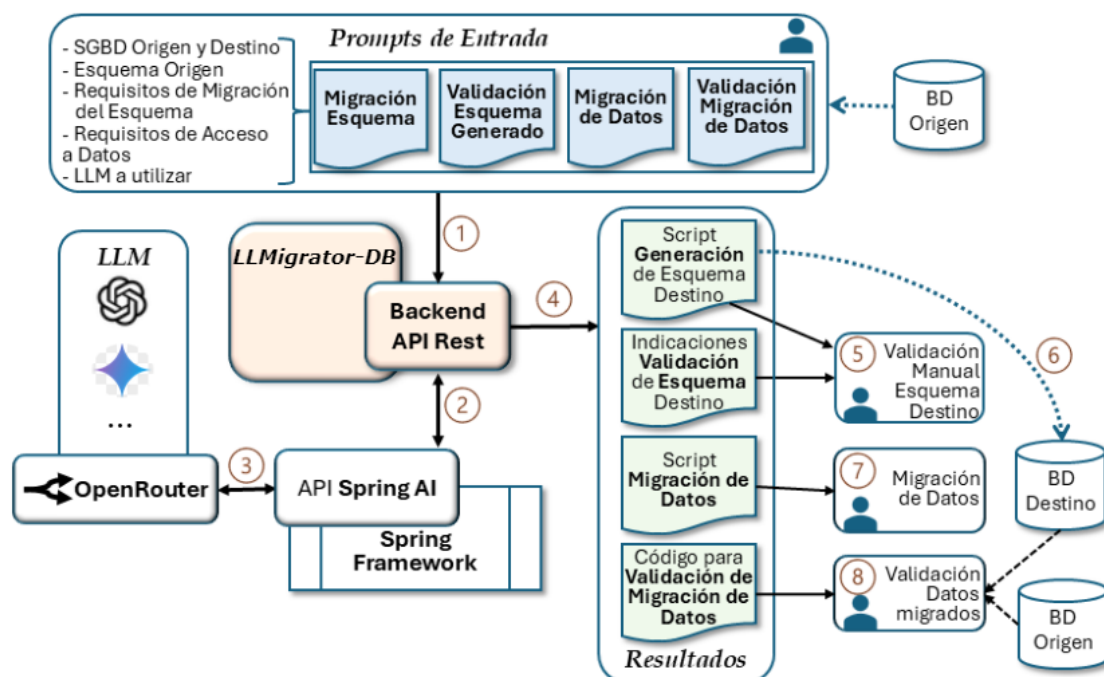 Prompts de Entrada
- SGBD Origen y Destino
- Esquema Origen
- Requisitos de Migración
del Esquema
- Requisitos de Acceso
a Datos
- LLM a utilizar
Migración
Esquema
Validación
Esquema
Generado
Migración
de Datos
Validación
Migración
de Datos
BD
Origen
1
LLM
...
OpenRouter
3
LLMigrator-DB
Backend
API Rest
2
API Spring AI
Spring
Framework
4
Script
Generación
de Esquema
Destino
Indicaciones
Validación
de Esquema
Destino
Script
Migración de
Datos
Código para
Validación de
Migración de
Datos
Resultados
5
Validación
Manual
Esquema
Destino
6
7
Migración
de Datos
BD
Destino
8
Validación
Datos
migrados
BD
Origen